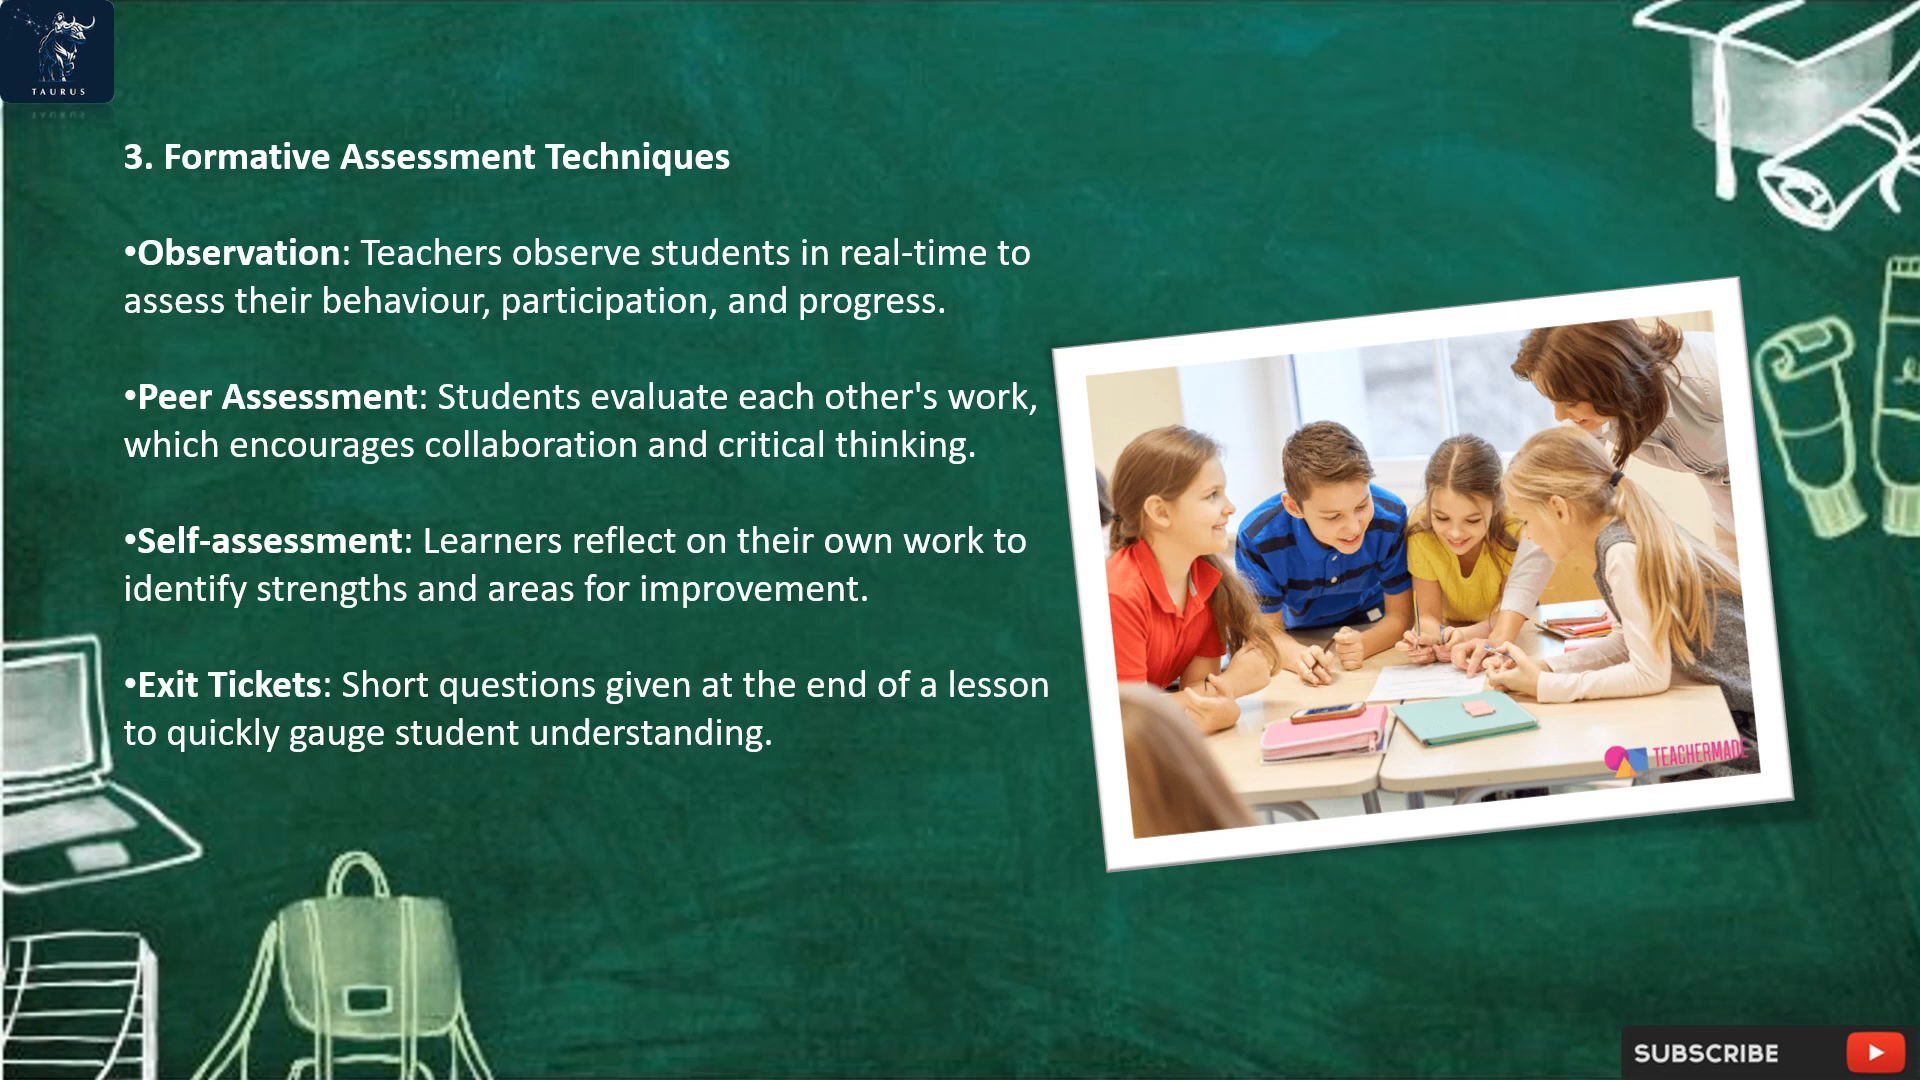 TAURUS
3. Formative Assessment Techniques
•Observation: Teachers observe students in real-time to
assess their behaviour, participation, and progress.
•Peer Assessment: Students evaluate each other's work,
which encourages collaboration and critical thinking.
•Self-assessment: Learners reflect on their own work to
identify strengths and areas for improvement.
•Exit Tickets: Short questions given at the end of a lesson
to quickly gauge student understanding.
TEACHERMADE
SUBSCRIBE